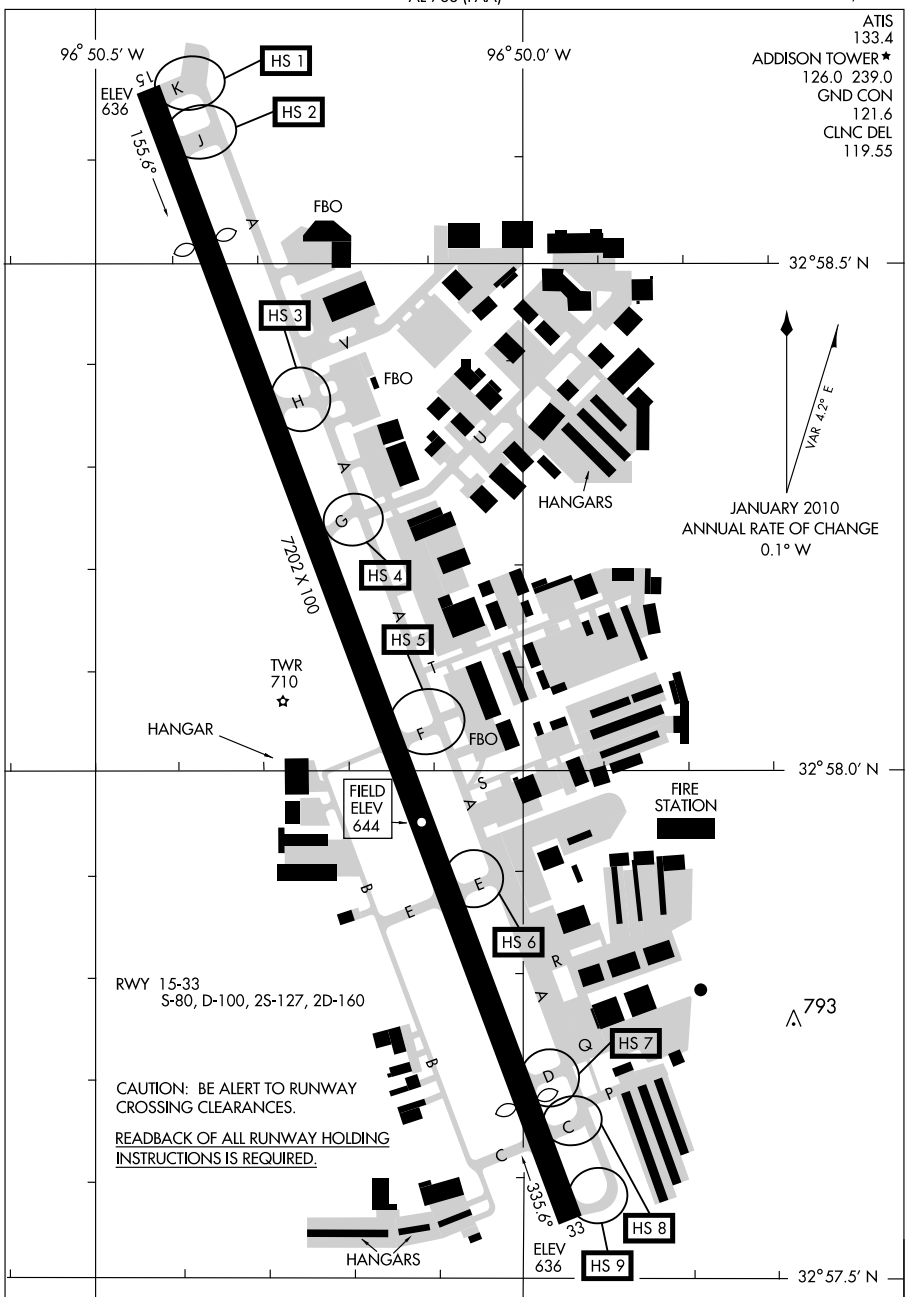 AL-768 (FAA)
96° 50.5' W
96° 50.0' W
ATIS
133.4
ADDISON TOWER★
126.0 239.0
GND CON
121.6
CLNC DEL
119.55
15
K
HS 1
ELEV
636
HS 2
J
155.6°
A
FBO
32°58.5' N
HS 3
V
FBO
H
VAR 4.2° E
U
A
HANGARS
JANUARY 2010
ANNUAL RATE OF CHANGE
0.1° W
G
7202 X 100
HS 4
A
HS 5
T
TWR
710
F
FBO
HANGAR
32°58.0' N
S
FIELD
ELEV
644
A
FIRE
STATION
E
B
E
HS 6
R
A
RWY 15-33
S-80, D-100, 2S-127, 2D-160
793
Q
HS 7
B
D
P
CAUTION: BE ALERT TO RUNWAY
CROSSING CLEARANCES.
C
READBACK OF ALL RUNWAY HOLDING
INSTRUCTIONS IS REQUIRED.
C
335.6°
33
HS 8
ELEV
636
HS 9
HANGARS
32°57.5' N